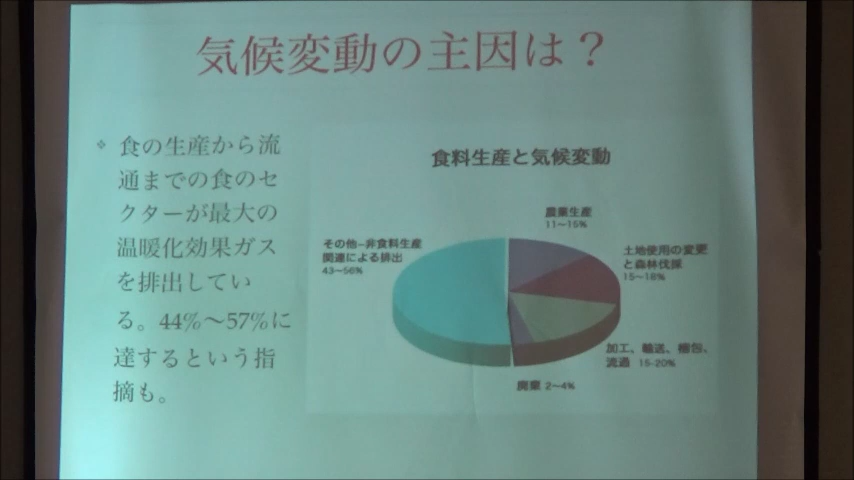 気候変動の主因は？
食の生産から流
通までの食のセ
クターが最大の
温暖化効果ガス
を排出してい
る。44%～57%に
達するという指
摘も。
食料生産と気候変動
農業生産
11～15%
その他–非食料生産
関連による排出
43～56%
土地使用の変更
と森林伐採
15～18%
加工、輸送、梱包、
流通 15-20%
廃棄 2～4%